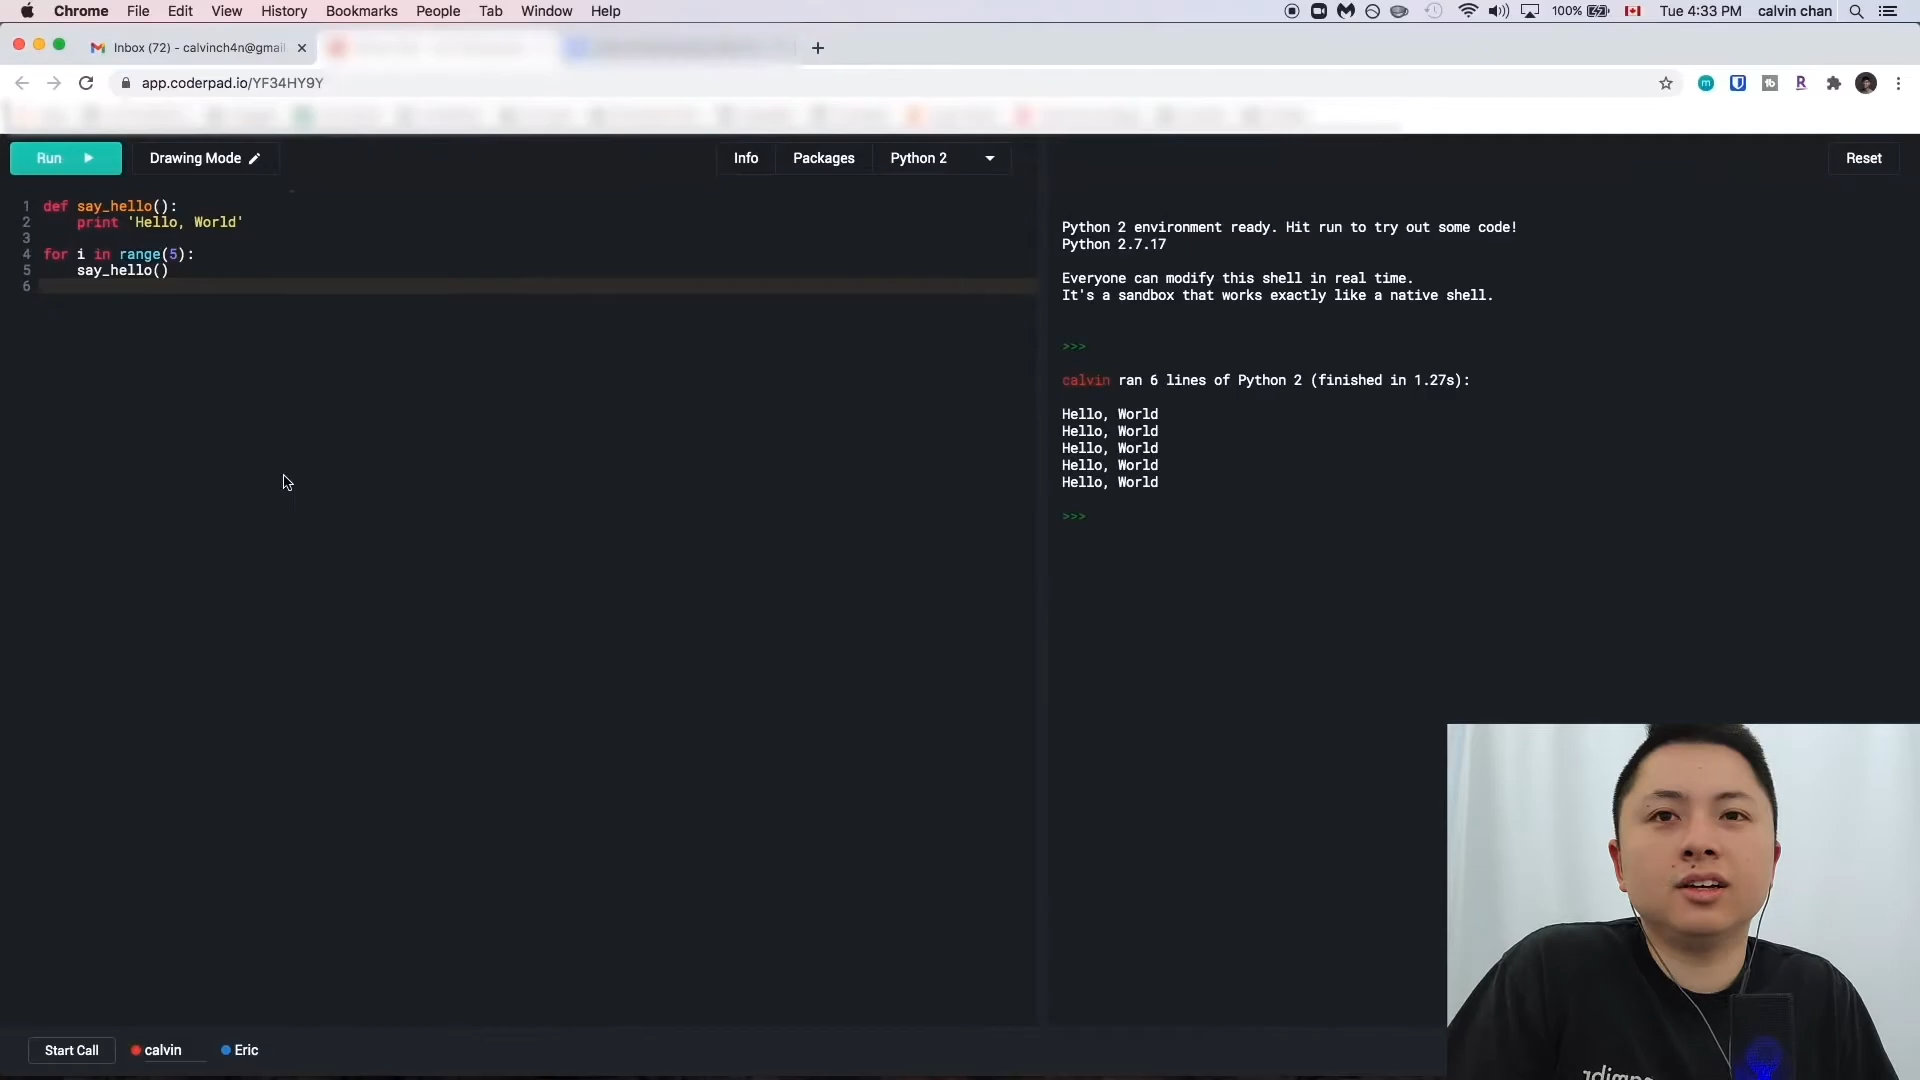 Chrome File Edit View History Bookmarks People Tab Window Help 100% Tue 4:33 PM calvin chan
Inbox (72) - calvinch4n@gmail
app.coderpad.io/YF34HY9Y
Run Drawing Mode Info Packages Python 2 Reset
1 def say_hello():
2 print 'Hello, World'
3
4 for i in range(5):
5 say_hello()
6
Python 2 environment ready. Hit run to try out some code!
Python 2.7.17
Everyone can modify this shell in real time.
It's a sandbox that works exactly like a native shell.
>>>
calvin ran 6 lines of Python 2 (finished in 1.27s):
Hello, World
Hello, World
Hello, World
Hello, World
Hello, World
>>>
Start Call calvin Eric